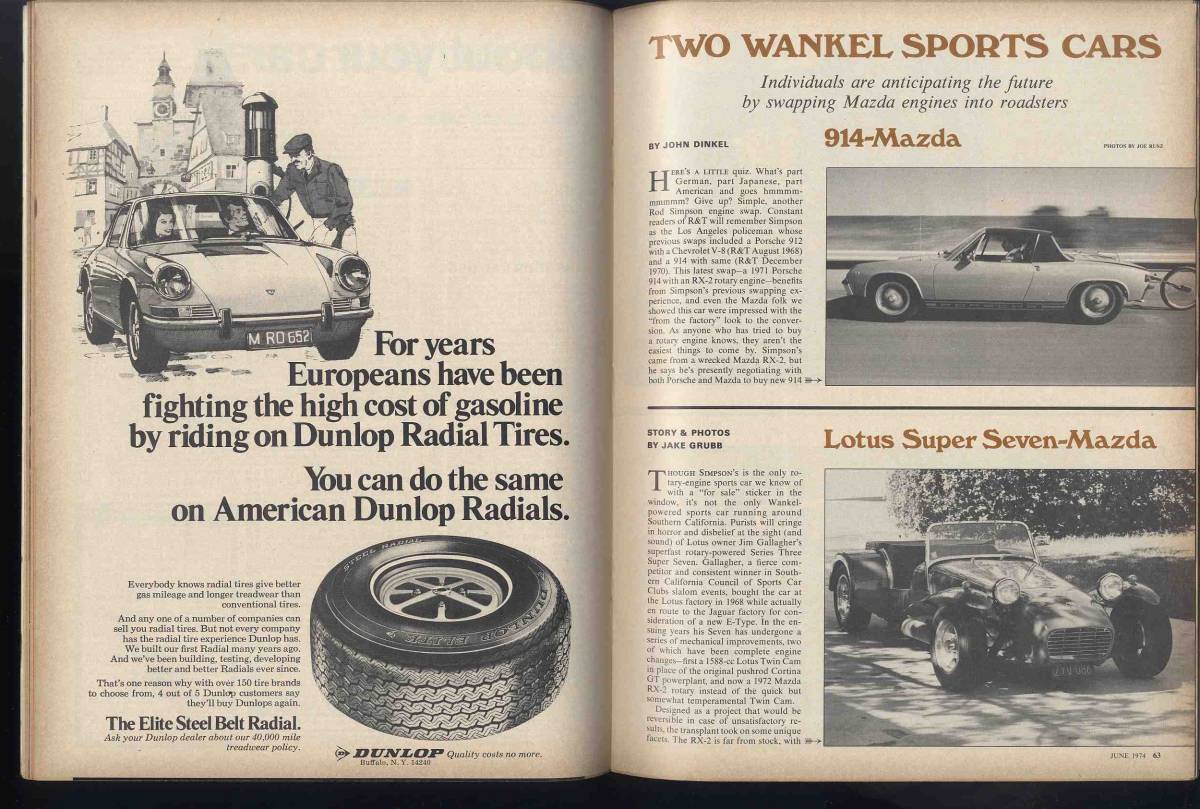 M RD 652
For years
Europeans have been
fighting the high cost of gasoline
by riding on Dunlop Radial Tires.
You can do the same
on American Dunlop Radials.
STEEL RADIAL
DUNLOP ELITE
Everybody knows radial tires give better
gas mileage and longer treadwear than
conventional tires.
And any one of a number of companies can
sell you radial tires. But not every company
has the radial tire experience Dunlop has.
We built our first Radial many years ago.
And we've been building, testing, developing
better and better Radials ever since.
That's one reason why with over 150 tire brands
to choose from, 4 out of 5 Dunlop customers say
they'll buy Dunlops again.
The Elite Steel Belt Radial.
Ask your Dunlop dealer about our 40,000 mile
treadwear policy.
DUNLOP Quality costs no more.
Buffalo, N.Y. 14240
TWO WANKEL SPORTS CARS
Individuals are anticipating the future
by swapping Mazda engines into roadsters
BY JOHN DINKEL
914-Mazda
PHOTOS BY JOE RUSZ
HERE'S A LITTLE quiz. What's part
German, part Japanese, part
American and goes hmmmm-
mmmmm? Give up? Simple, another
Rod Simpson engine swap. Constant
readers of R&T will remember Simpson
as the Los Angeles policeman whose
previous swaps included a Porsche 912
with a Chevrolet V-8 (R&T August 1968)
and a 914 with same (R&T December
1970). This latest swap—a 1971 Porsche
914 with an RX-2 rotary engine—benefits
from Simpson's previous swapping ex-
perience, and even the Mazda folk we
showed this car were impressed with the
"from the factory" look to the conver-
sion. As anyone who has tried to buy
a rotary engine knows, they aren't the
easiest things to come by. Simpson's
came from a wrecked Mazda RX-2, but
he says he's presently negotiating with
both Porsche and Mazda to buy new 914
STORY & PHOTOS
BY JAKE GRUBB
Lotus Super Seven-Mazda
THOUGH SIMPSON'S is the only ro-
tary-engine sports car we know of
with a "for sale" sticker in the
window, it's not the only Wankel-
powered sports car running around
Southern California. Purists will cringe
in horror and disbelief at the sight (and
sound) of Lotus owner Jim Gallagher's
superfast rotary-powered Series Three
Super Seven. Gallagher, a fierce com-
petitor and consistent winner in South-
ern California Council of Sports Car
Clubs slalom events, bought the car at
the Lotus factory in 1968 while actually
en route to the Jaguar factory for con-
sideration of a new E-Type. In the en-
suing years his Seven has undergone a
series of mechanical improvements, two
of which have been complete engine
changes—first a 1588-cc Lotus Twin Cam
in place of the original pushrod Cortina
GT powerplant, and now a 1972 Mazda
RX-2 rotary instead of the quick but
somewhat temperamental Twin Cam.
Designed as a project that would be
reversible in case of unsatisfactory re-
sults, the transplant took on some unique
facets. The RX-2 is far from stock, with
JUNE 1974 63